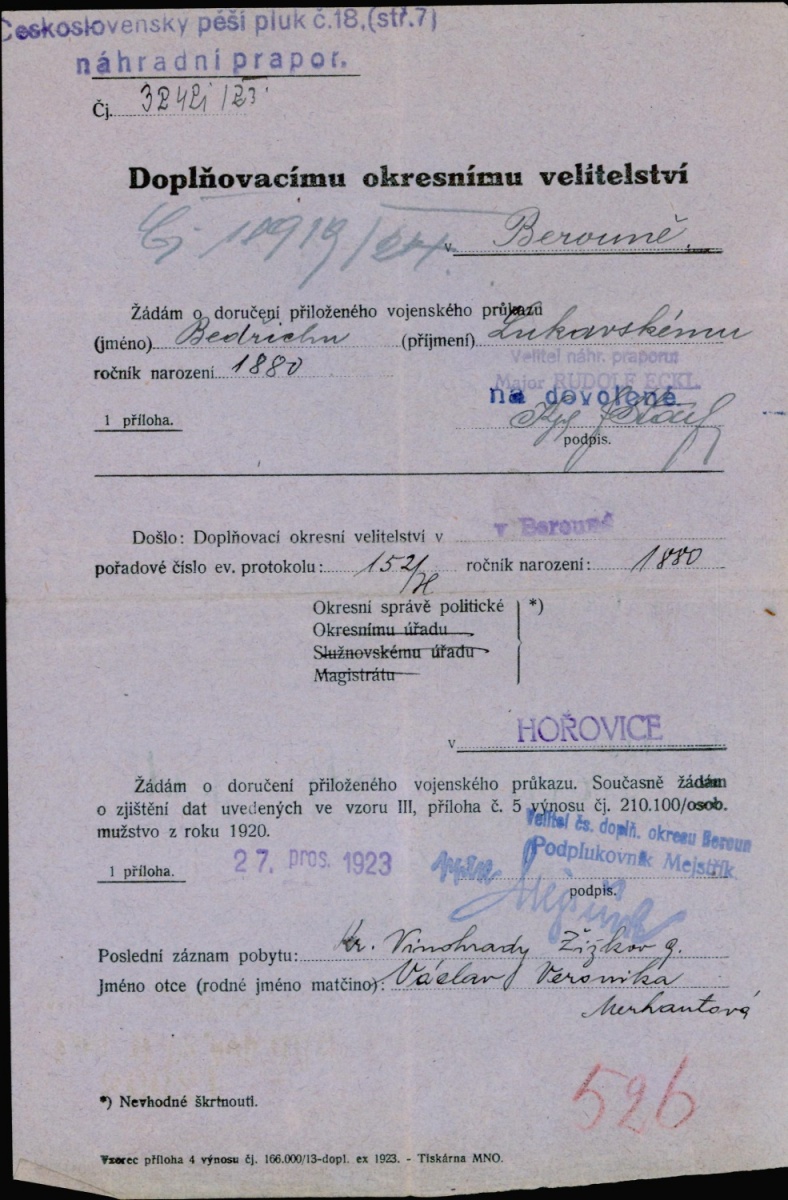 Československý pěší pluk č.18,(stř.7)
náhradní prapor.
Čj.
Doplňovacímu okresnímu velitelství
v Berouně.
Žádám o doručení přiloženého vojenského průkazu
(jméno) Bedřichu (příjmení) Lukavskému
ročník narození 1880
Velitel náhr. praporu
Major RUDOLF ECKL.
na dovolené
1 příloha.
podpis.
Došlo: Doplňovací okresní velitelství v v Berouně
pořadové číslo ev. protokolu: 152/ ročník narození: 1880
Okresní správě politické *)
Okresnímu úřadu
Služnovskému úřadu
Magistrátu
v HOŘOVICE
Žádám o doručení přiloženého vojenského průkazu. Současně žádám
o zjištění dat uvedených ve vzoru III, příloha č. 5 výnosu čj. 210.100/osob.
mužstvo z roku 1920.
Velitel čs. doplň. okresu Beroun
Podplukovník Mejstřík
1 příloha. 27. pros. 1923
podpis.
Poslední záznam pobytu: Kr. Vinohrady Žižkov 9.
Jméno otce (rodné jméno matčino): Václav Veronika
Merhautová
526
*) Nevhodné škrtnouti.
Vzorec příloha 4 výnosu čj. 166.000/13-dopl. ex 1923. - Tiskárna MNO.